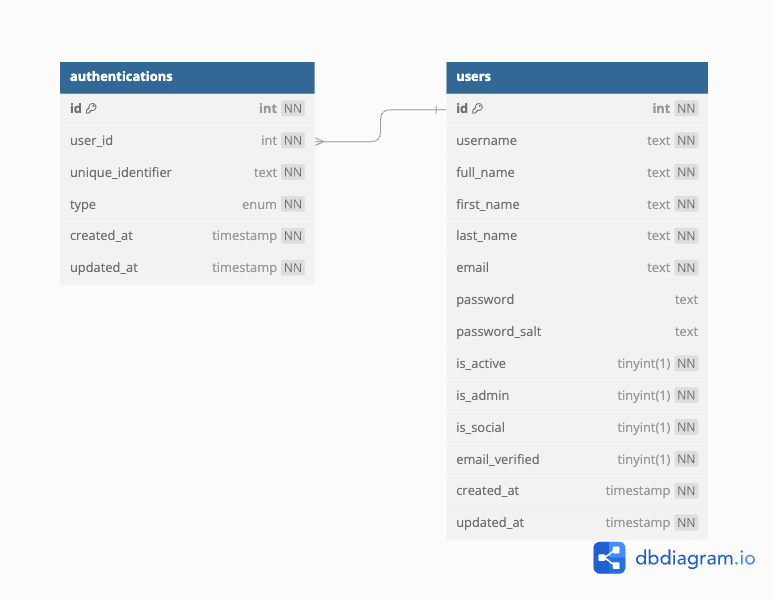 authentications
id int NN
user_id int NN
unique_identifier text NN
type enum NN
created_at timestamp NN
updated_at timestamp NN
users
id int NN
username text NN
full_name text NN
first_name text NN
last_name text NN
email text NN
password text
password_salt text
is_active tinyint(1) NN
is_admin tinyint(1) NN
is_social tinyint(1) NN
email_verified tinyint(1) NN
created_at timestamp NN
updated_at timestamp NN
dbdiagram.io